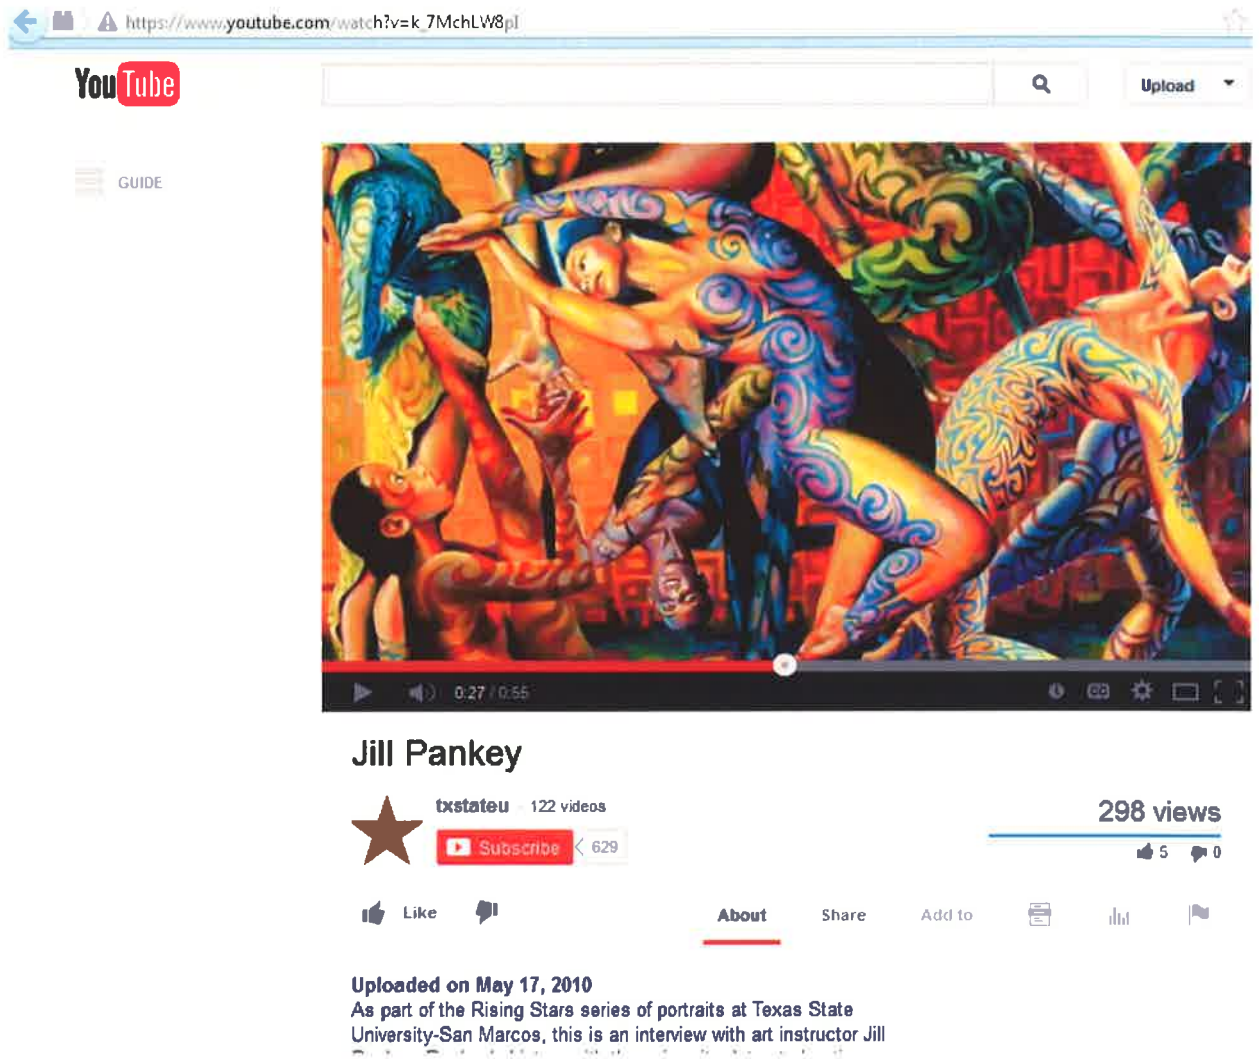 https://www.youtube.com/watch?v=k_7MchLW8pI
YouTube
Upload
GUIDE
0:27 / 0:55
CC
Jill Pankey
txstateu 122 videos
298 views
Subscribe 629
5 0
Like
About Share Add to
Uploaded on May 17, 2010
As part of the Rising Stars series of portraits at Texas State
University-San Marcos, this is an interview with art instructor Jill